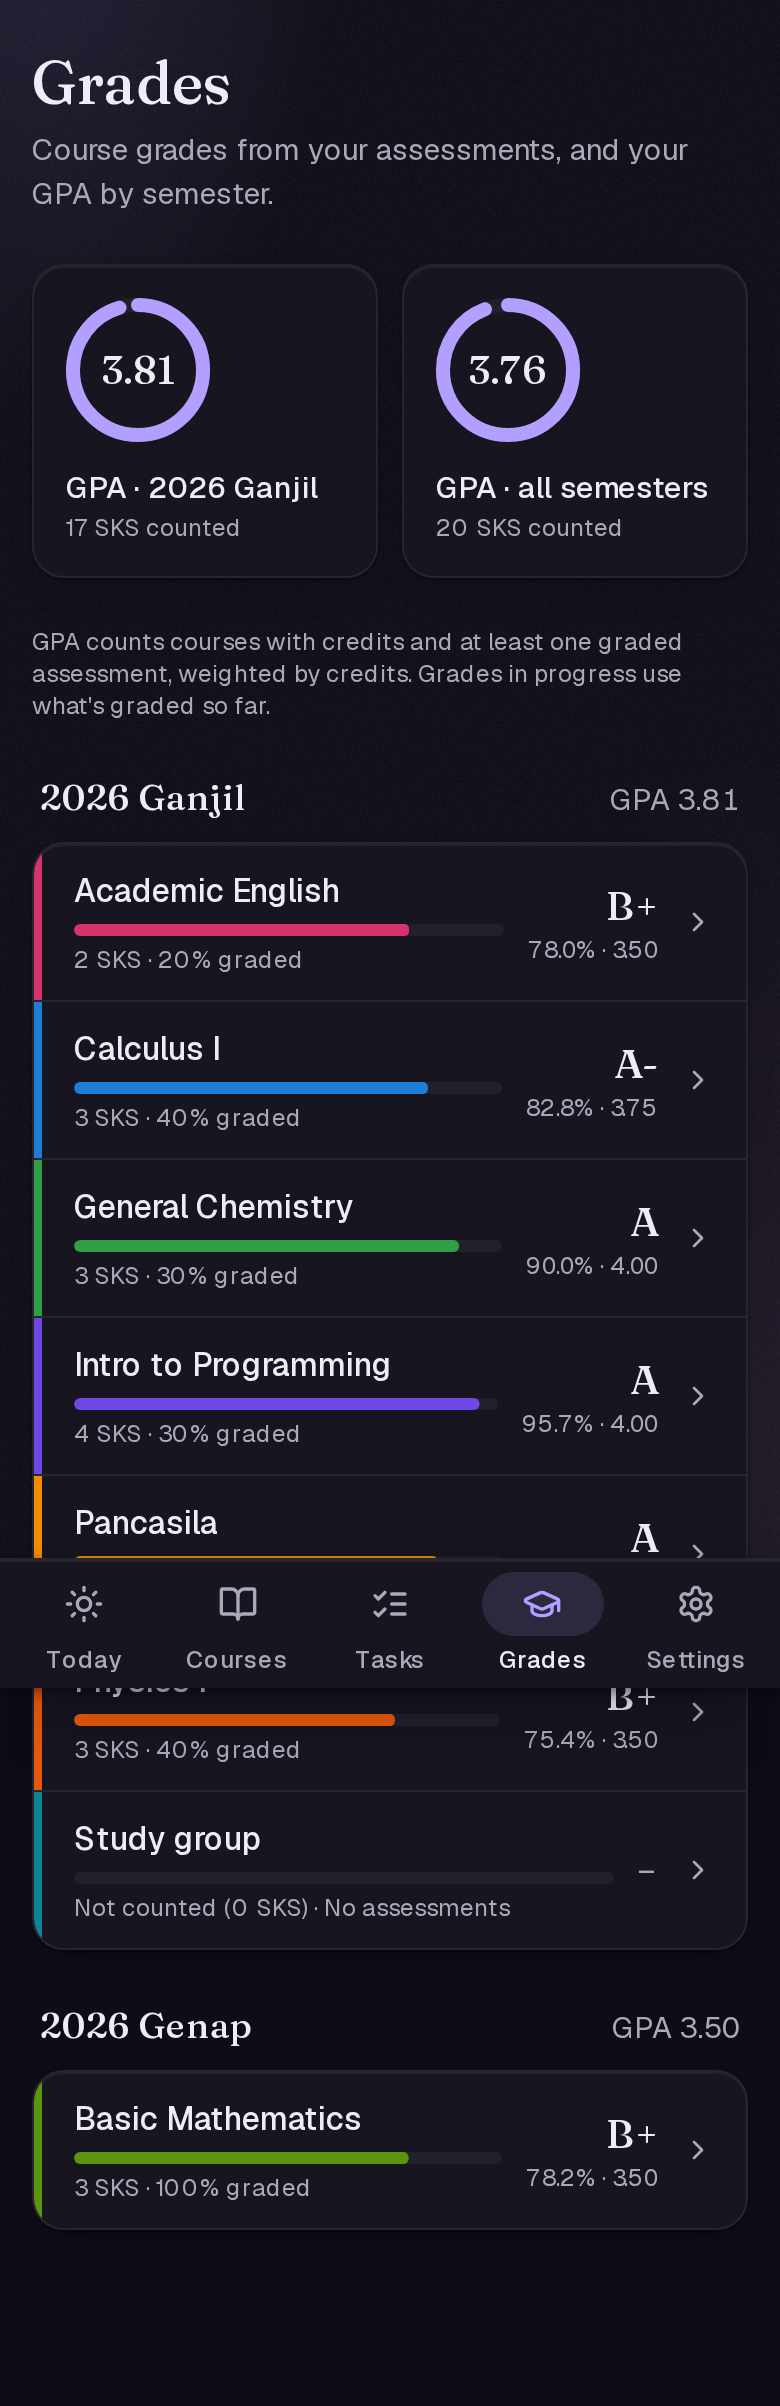 Grades
Course grades from your assessments, and your
GPA by semester.
3.81
GPA · 2026 Ganjil
17 SKS counted
3.76
GPA · all semesters
20 SKS counted
GPA counts courses with credits and at least one graded
assessment, weighted by credits. Grades in progress use
what's graded so far.
2026 Ganjil
GPA 3.81
Academic English
2 SKS · 20% graded
B+
78.0% · 3.50
Calculus I
3 SKS · 40% graded
A-
82.8% · 3.75
General Chemistry
3 SKS · 30% graded
A
90.0% · 4.00
Intro to Programming
4 SKS · 30% graded
A
95.7% · 4.00
Pancasila
A
Today
Courses
Tasks
Grades
Settings
Physics I
3 SKS · 40% graded
B+
75.4% · 3.50
Study group
Not counted (0 SKS) · No assessments
–
2026 Genap
GPA 3.50
Basic Mathematics
3 SKS · 100% graded
B+
78.2% · 3.50